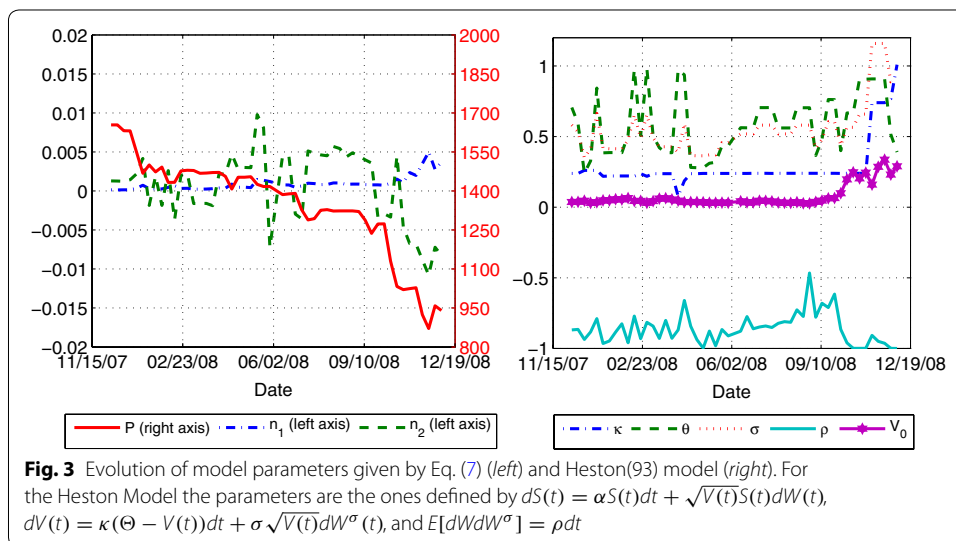 0.02
0.015
0.01
0.005
0
−0.005
−0.01
−0.015
−0.02
2000
1850
1700
1550
1400
1250
1100
950
800
11/15/07 02/23/08 06/02/08 09/10/08 12/19/08
Date
P (right axis) n1 (left axis) n2 (left axis)
1
0.5
0
−0.5
−1
11/15/07 02/23/08 06/02/08 09/10/08 12/19/08
Date
κ θ σ ρ V0
Fig. 3 Evolution of model parameters given by Eq. (7) (left) and Heston(93) model (right). For
the Heston Model the parameters are the ones defined by dS(t) = αS(t)dt + √V(t)S(t)dW(t),
dV(t) = κ(Θ − V(t))dt + σ√V(t)dW^σ(t), and E[dWdW^σ] = ρdt